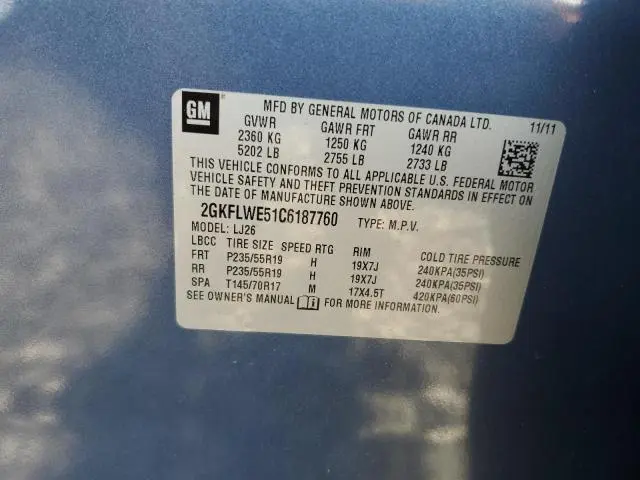 GM ®
MFD BY GENERAL MOTORS OF CANADA LTD.
GVWR GAWR FRT GAWR RR 11/11
2360 KG 1250 KG 1240 KG
5202 LB 2755 LB 2733 LB
THIS VEHICLE CONFORMS TO ALL APPLICABLE U.S. FEDERAL MOTOR
VEHICLE SAFETY AND THEFT PREVENTION STANDARDS IN EFFECT ON
THE DATE OF MANUFACTURE SHOWN ABOVE.
2GKFLWE51C6187760 TYPE: M.P.V.
MODEL: LJ26
LBCC TIRE SIZE SPEED RTG RIM COLD TIRE PRESSURE
FRT P235/55R19 H 19X7J 240KPA(35PSI)
RR P235/55R19 H 19X7J 240KPA(35PSI)
SPA T145/70R17 M 17X4.5T 420KPA(60PSI)
SEE OWNER'S MANUAL i FOR MORE INFORMATION.